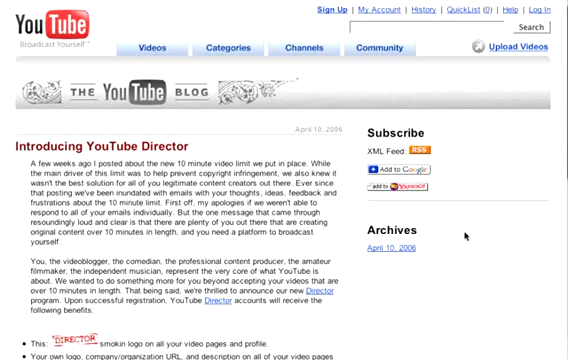 YouTube
Broadcast Yourself™
Sign Up | My Account | History | QuickList (0) | Help | Log In
Search
Videos Categories Channels Community Upload Videos
THE YouTube BLOG
April 10, 2006
Introducing YouTube Director
A few weeks ago I posted about the new 10 minute video limit we put in place. While
the main driver of this limit was to help prevent copyright infringement, we also knew it
wasn't the best solution for all of you legitimate content creators out there. Ever since
that posting we've been inundated with emails with your thoughts, ideas, feedback and
frustrations about the 10 minute limit. First off, my apologies if we weren't able to
respond to all of your emails individually. But the one message that came through
resoundingly loud and clear is that there are plenty of you out there that are creating
original content over 10 minutes in length, and you need a platform to broadcast
yourself.
You, the videoblogger, the comedian, the professional content producer, the amateur
filmmaker, the independent musician, represent the very core of what YouTube is
about. We wanted to do something more for you beyond accepting your videos that are
over 10 minutes in length. That being said, we're thrilled to announce our new Director
program. Upon successful registration, YouTube Director accounts will receive the
following benefits:
• This: DIRECTOR smokin logo on all your video pages and profile.
• Your own logo, company/organization URL, and description on all of your video pages
Subscribe
XML Feed: RSS
+ Add to Google
+ add to MY YAHOO!
Archives
April 10, 2006